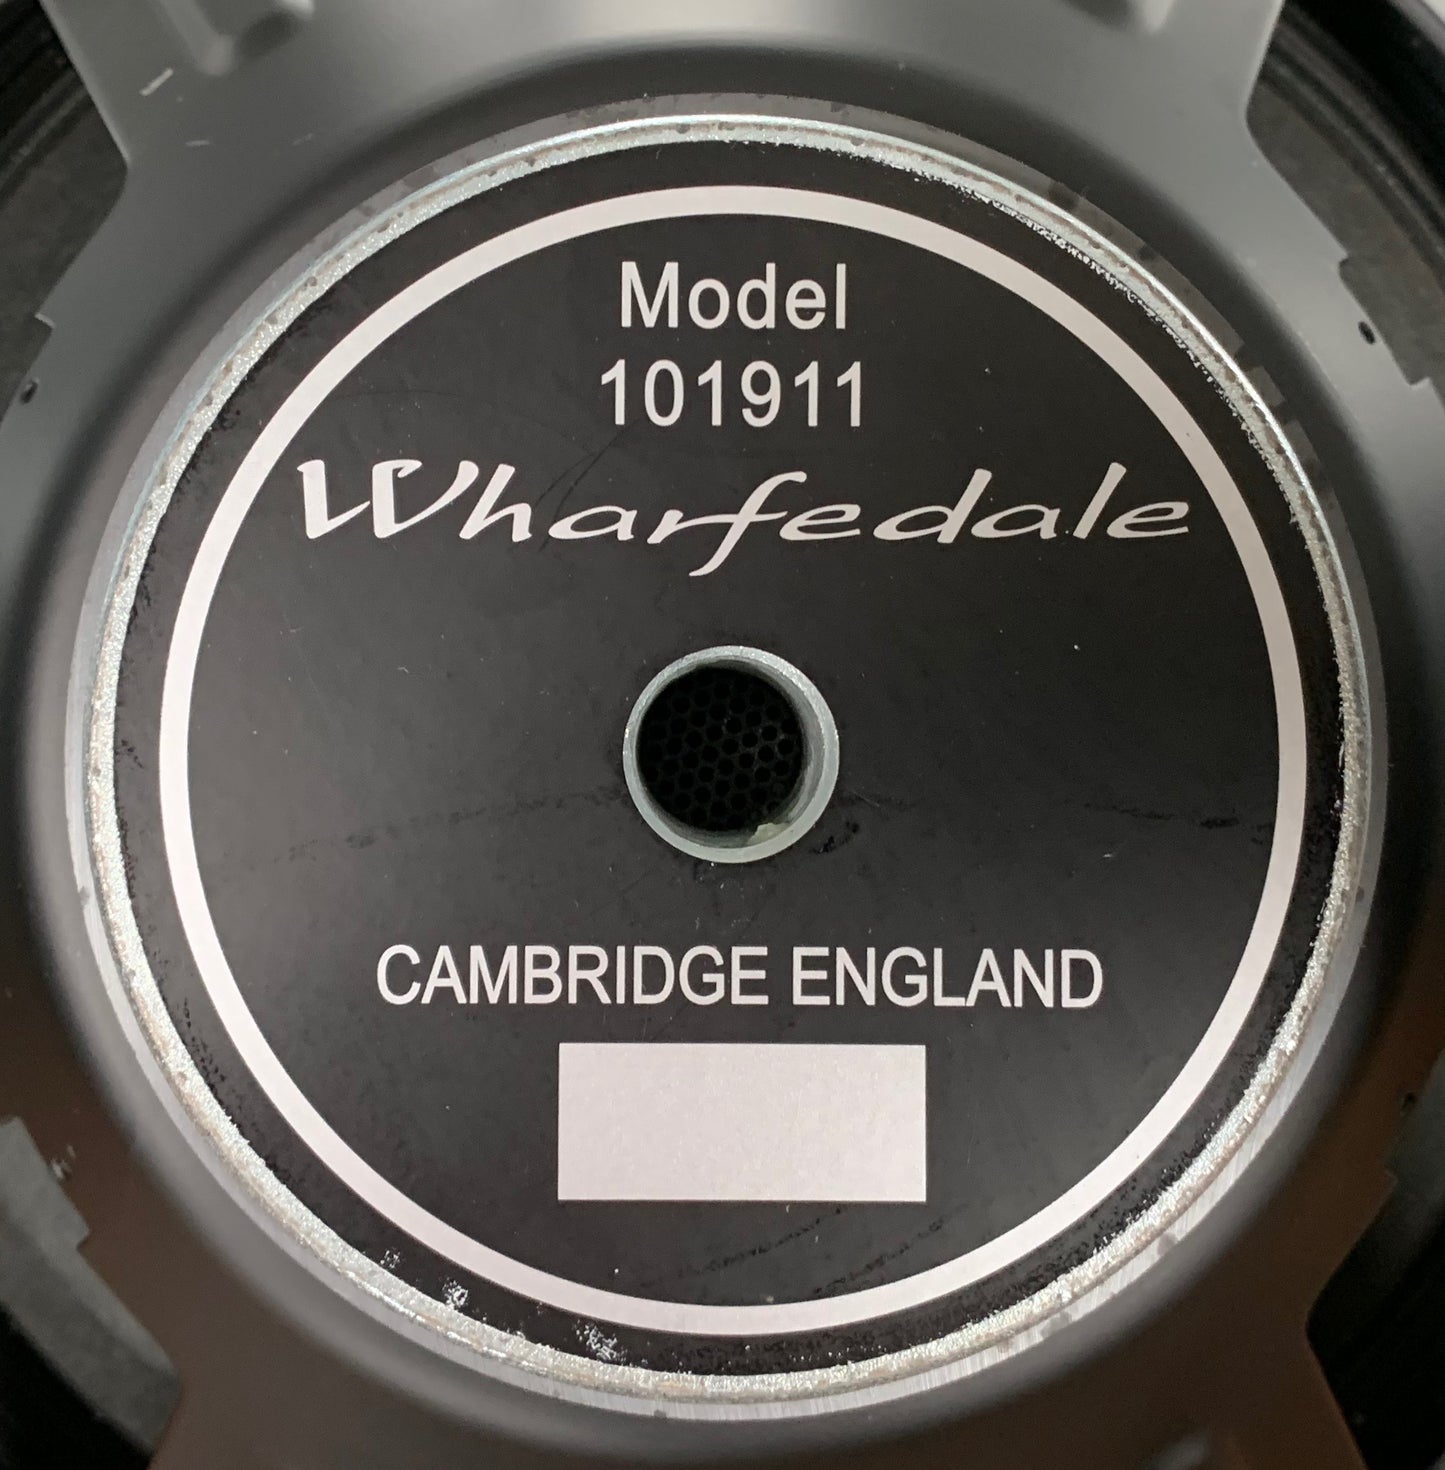 Model
101911
Wharfedale
CAMBRIDGE ENGLAND